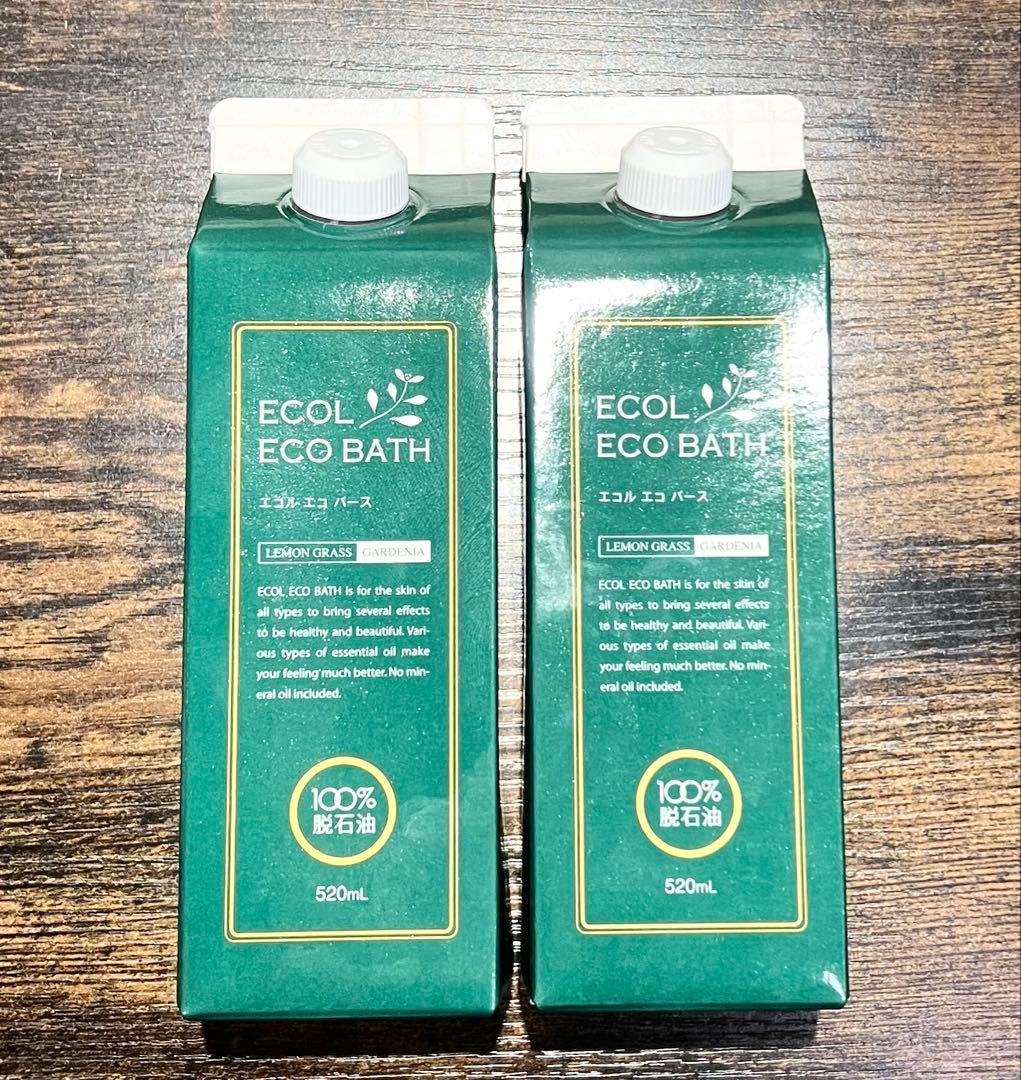 ECOL
ECO BATH
エコル エコ バース
LEMON GRASS GARDENIA
ECOL ECO BATH is for the skin of
all types to bring several effects
to be healthy and beautiful. Vari-
ous types of essential oil make
your feeling much better. No min-
eral oil included.
100%
脱石油
520mL
ECOL
ECO BATH
エコル エコ バース
LEMON GRASS GARDENIA
ECOL ECO BATH is for the skin of
all types to bring several effects
to be healthy and beautiful. Vari-
ous types of essential oil make
your feeling much better. No min-
eral oil included.
100%
脱石油
520mL